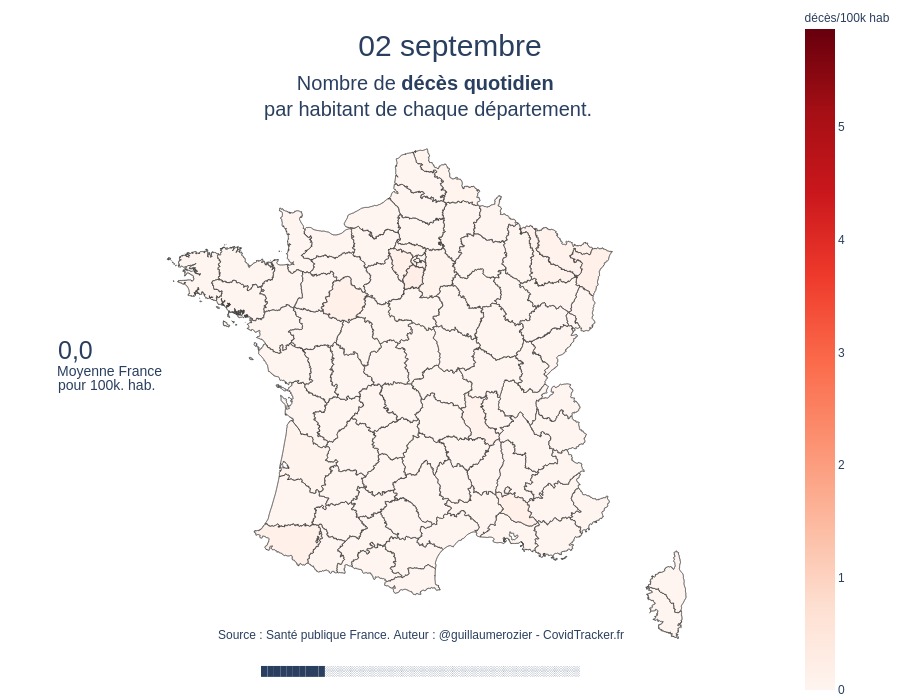 décès/100k hab
02 septembre
Nombre de décès quotidien
par habitant de chaque département.
5
4
3
2
1
0
0,0
Moyenne France
pour 100k. hab.
Source : Santé publique France. Auteur : @guillaumerozier - CovidTracker.fr